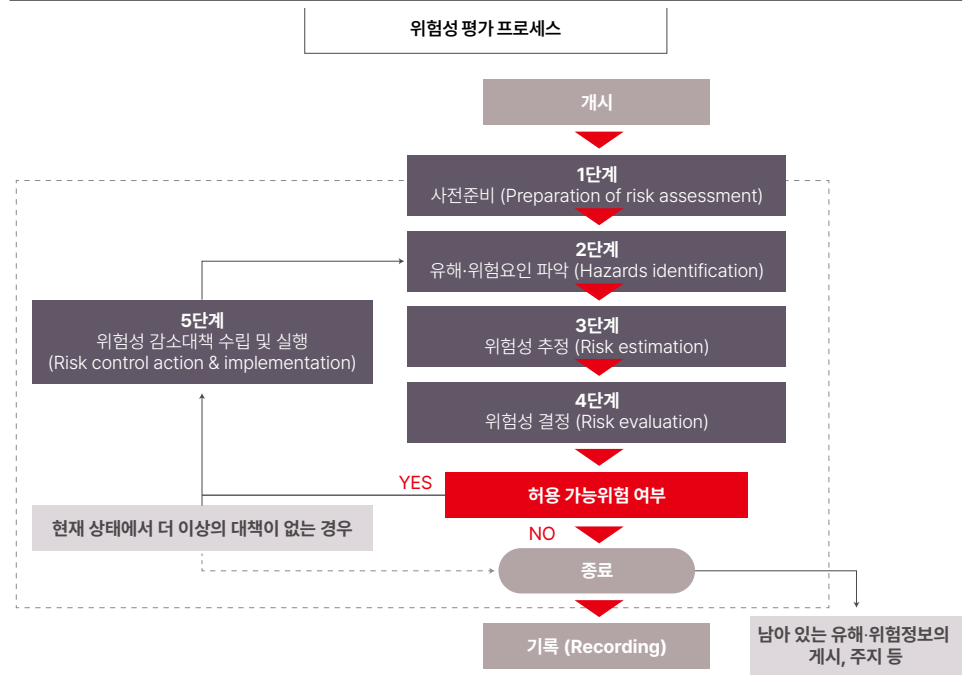 위험성 평가 프로세스
개시
1단계
사전준비 (Preparation of risk assessment)
2단계
유해·위험요인 파악 (Hazards identification)
5단계
위험성 감소대책 수립 및 실행
(Risk control action & implementation)
3단계
위험성 추정 (Risk estimation)
4단계
위험성 결정 (Risk evaluation)
YES
허용 가능위험 여부
현재 상태에서 더 이상의 대책이 없는 경우
NO
종료
기록 (Recording)
남아 있는 유해·위험정보의
게시, 주지 등